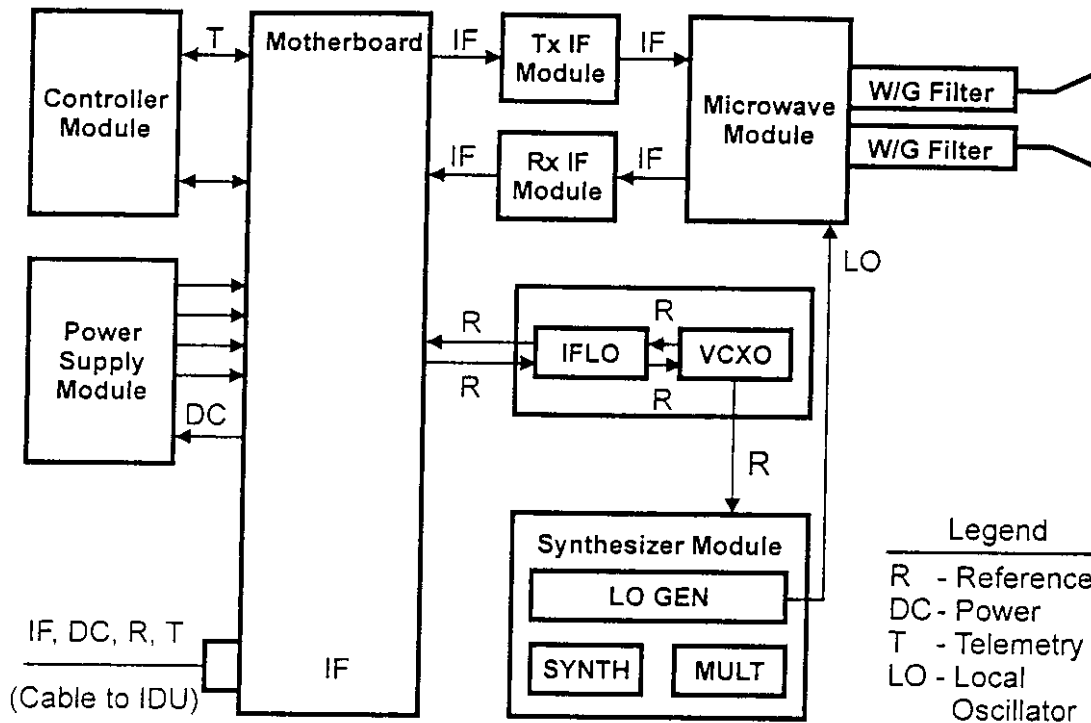 T
Controller
Module
Motherboard
IF
Tx IF
Module
IF
Microwave
Module
W/G Filter
W/G Filter
IF
Rx IF
Module
IF
LO
Power
Supply
Module
DC
R
R
IFLO
R
R
VCXO
R
Synthesizer Module
LO GEN
SYNTH
MULT
IF, DC, R, T
(Cable to IDU)
IF
Legend
R - Reference
DC - Power
T - Telemetry
LO - Local
Oscillator